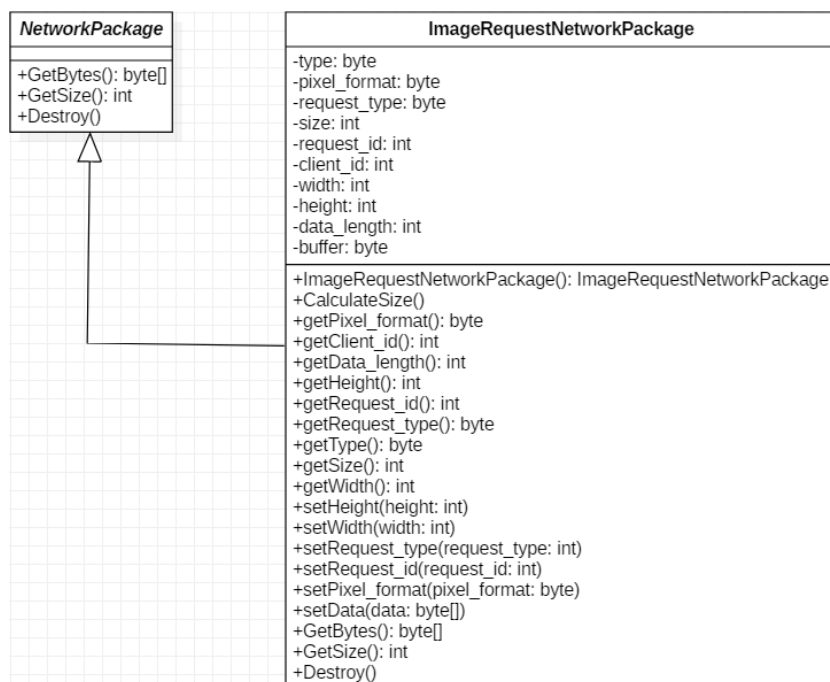 NetworkPackage
+GetBytes(): byte[]
+GetSize(): int
+Destroy()
ImageRequestNetworkPackage
-type: byte
-pixel_format: byte
-request_type: byte
-size: int
-request_id: int
-client_id: int
-width: int
-height: int
-data_length: int
-buffer: byte
+ImageRequestNetworkPackage(): ImageRequestNetworkPackage
+CalculateSize()
+getPixel_format(): byte
+getClient_id(): int
+getData_length(): int
+getHeight(): int
+getRequest_id(): int
+getRequest_type(): byte
+getType(): byte
+getSize(): int
+getWidth(): int
+setHeight(height: int)
+setWidth(width: int)
+setRequest_type(request_type: int)
+setRequest_id(request_id: int)
+setPixel_format(pixel_format: byte)
+setData(data: byte[])
+GetBytes(): byte[]
+GetSize(): int
+Destroy()